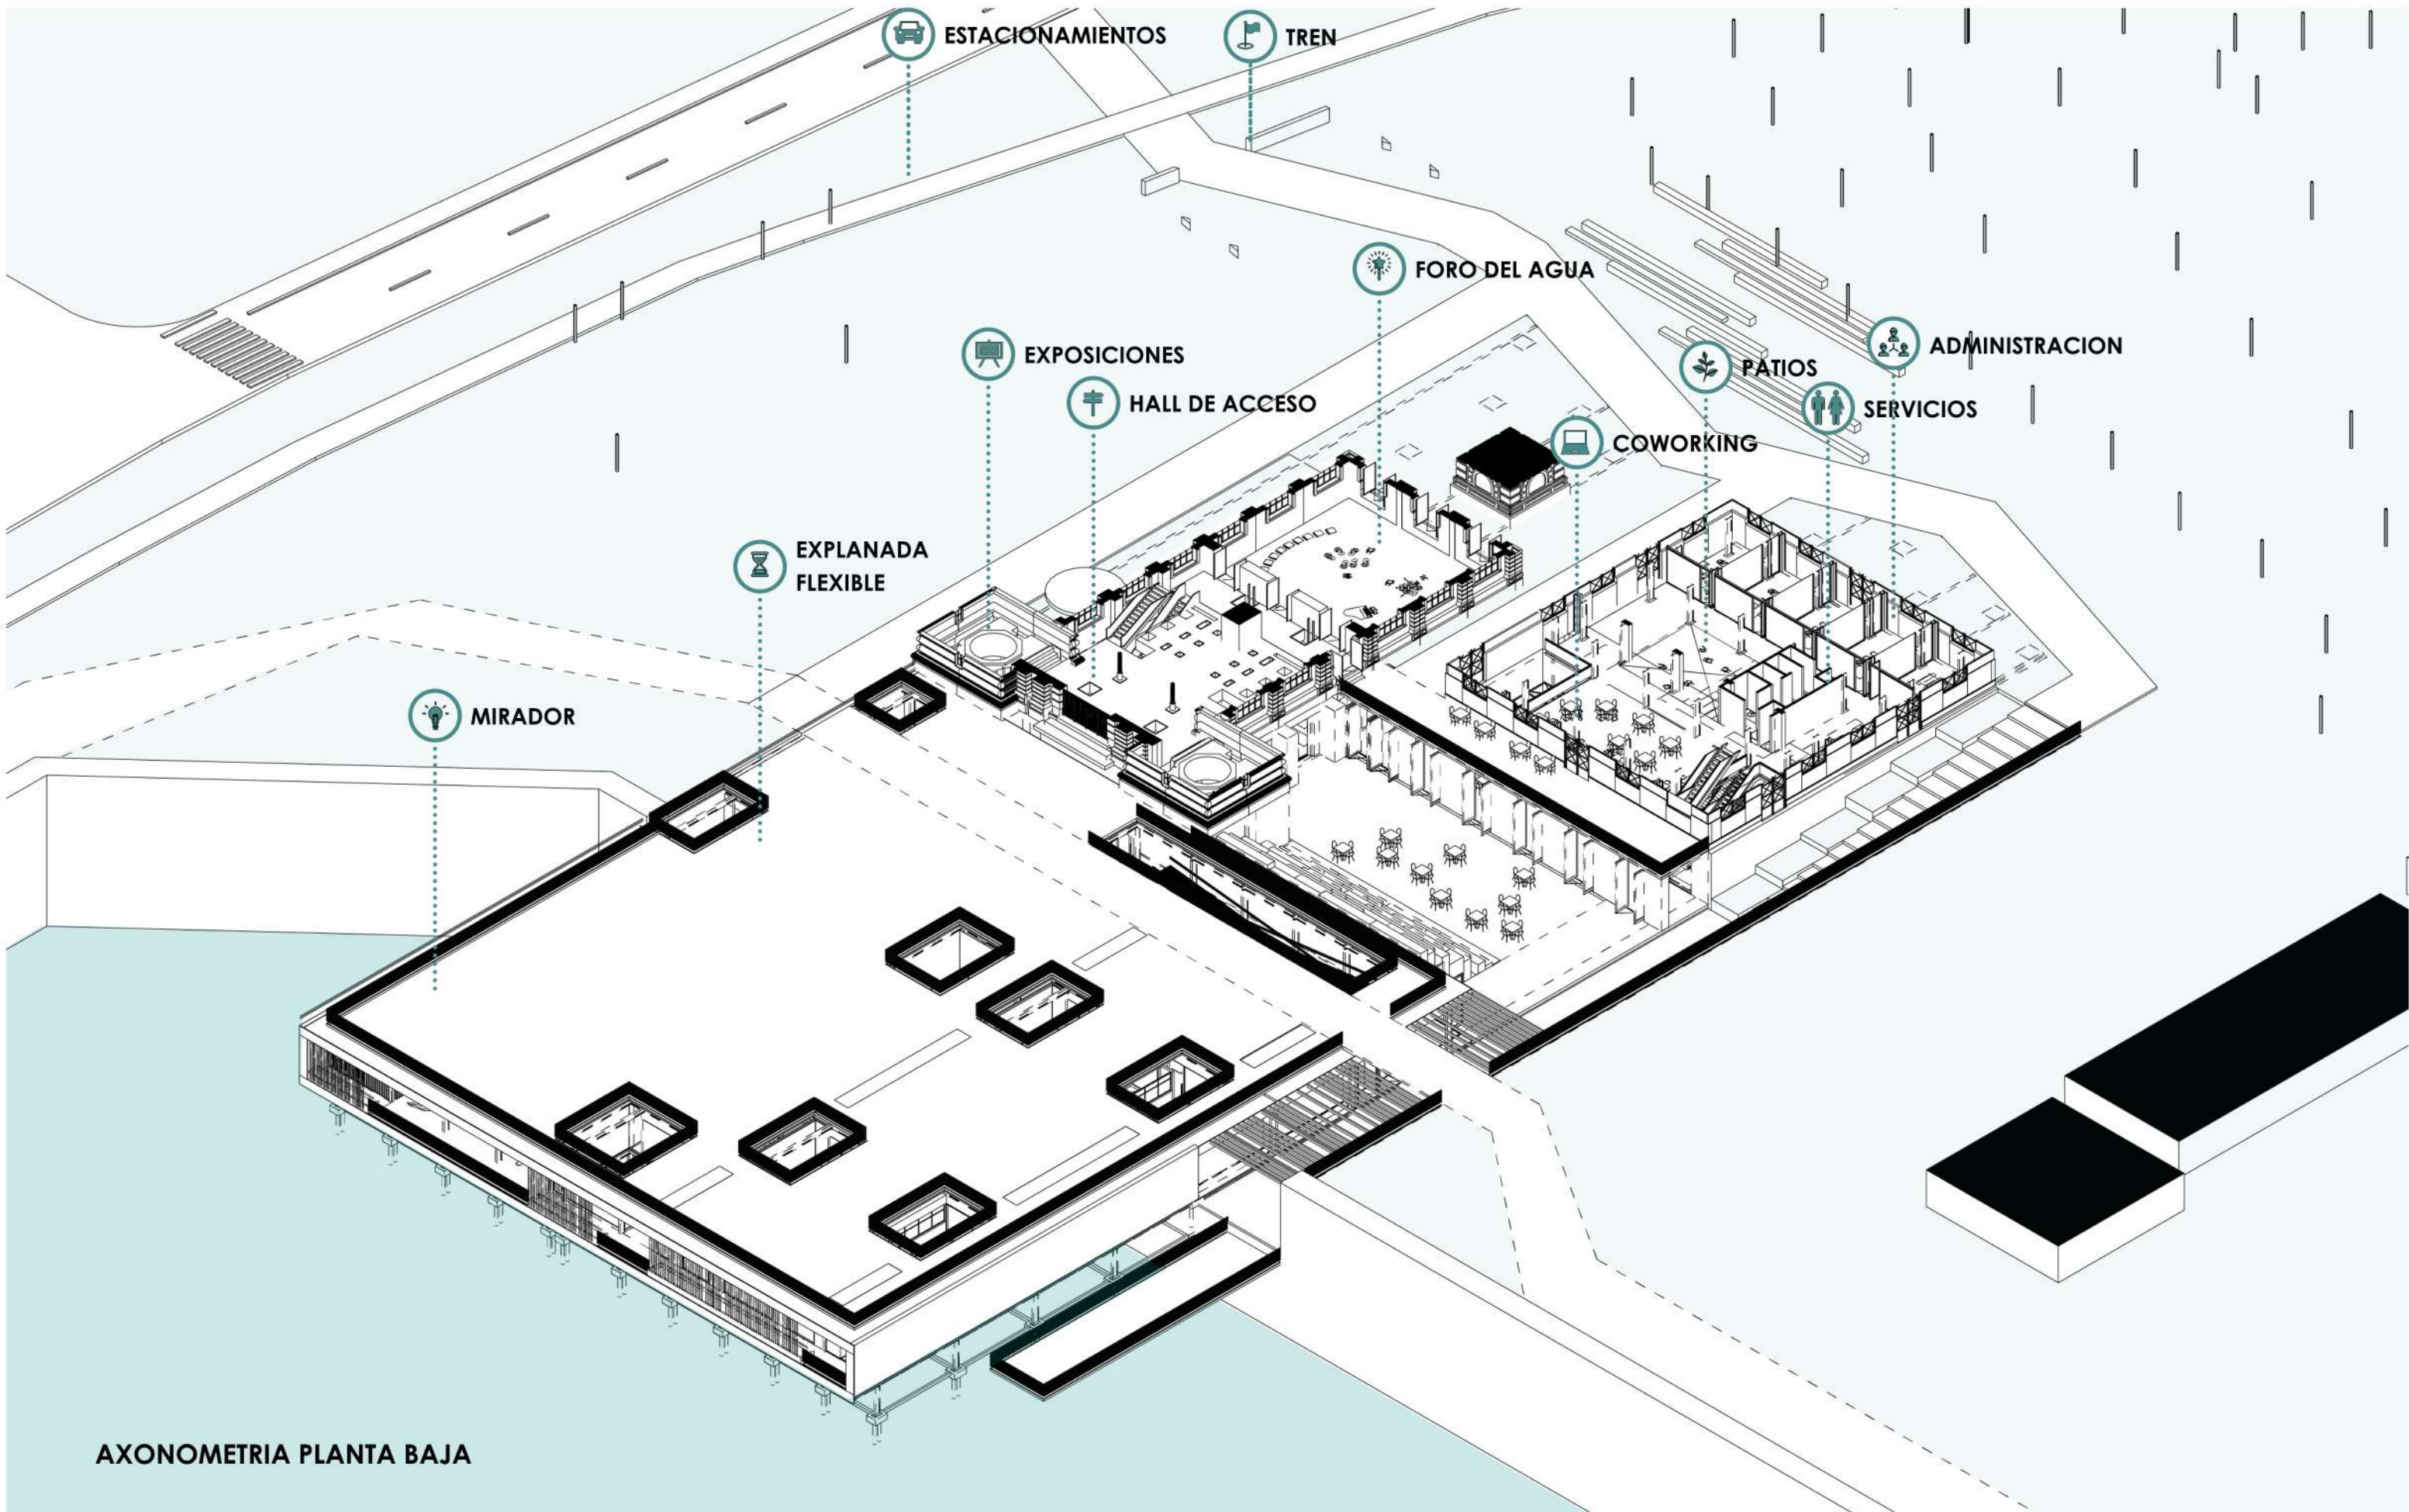 ESTACIONAMIENTOS
TREN
FORO DEL AGUA
EXPOSICIONES
ADMINISTRACION
PATIOS
HALL DE ACCESO
SERVICIOS
COWORKING
EXPLANADA
FLEXIBLE
MIRADOR
AXONOMETRIA PLANTA BAJA